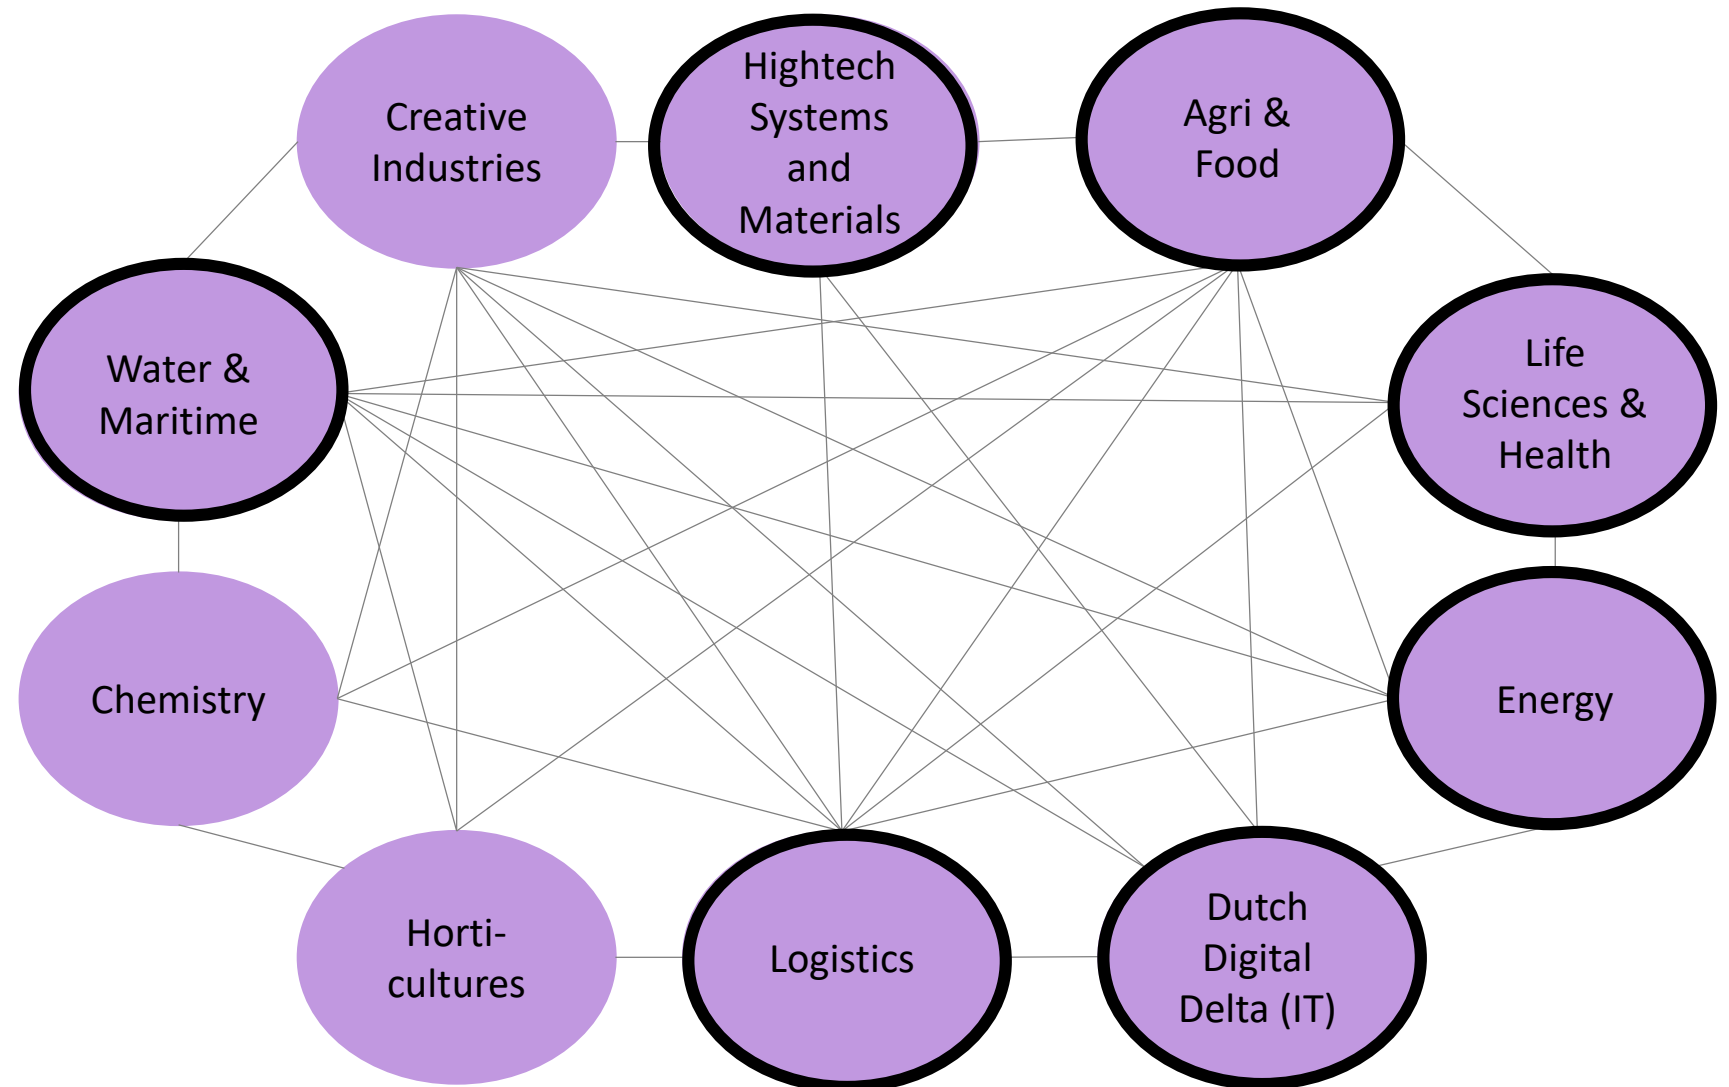 Creative
Industries
Hightech
Systems
and
Materials
Agri &
Food
Water &
Maritime
Life
Sciences &
Health
Chemistry
Energy
Horti-
cultures
Logistics
Dutch
Digital
Delta (IT)